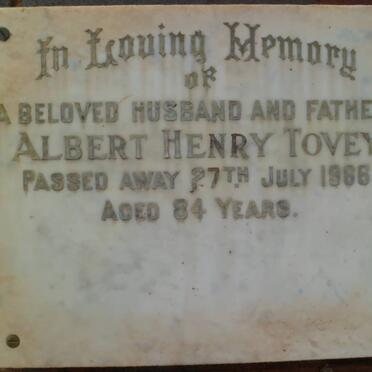 In Loving Memory
of
A BELOVED HUSBAND AND FATHE
ALBERT HENRY TOVEY
PASSED AWAY 27TH JULY 1966
AGED 84 YEARS.